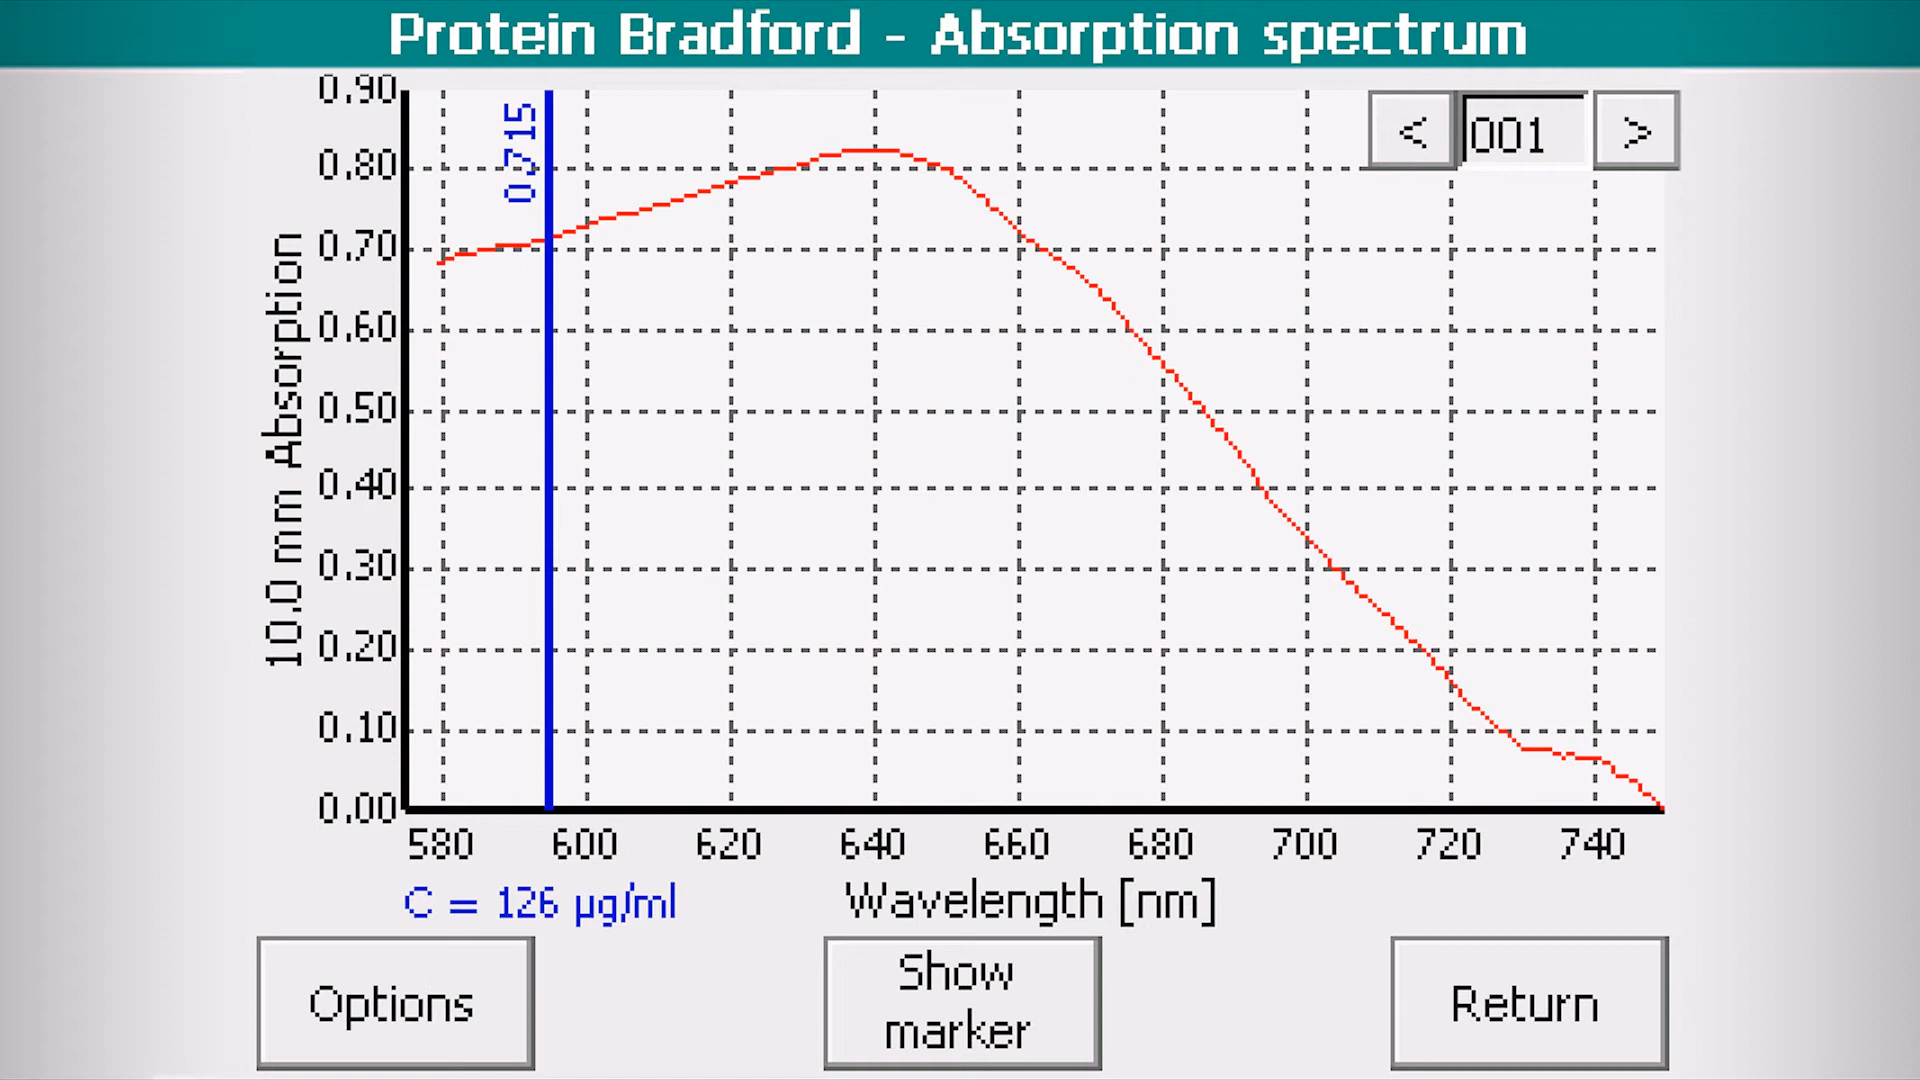 Protein Bradford - Absorption spectrum
0.90
0.80
0.70
0.60
0.50
0.40
0.30
0.20
0.10
0.00
10.0 mm Absorption
0.715
<
001
>
580 600 620 640 660 680 700 720 740
C = 126 µg/ml
Wavelength [nm]
Options
Show
marker
Return